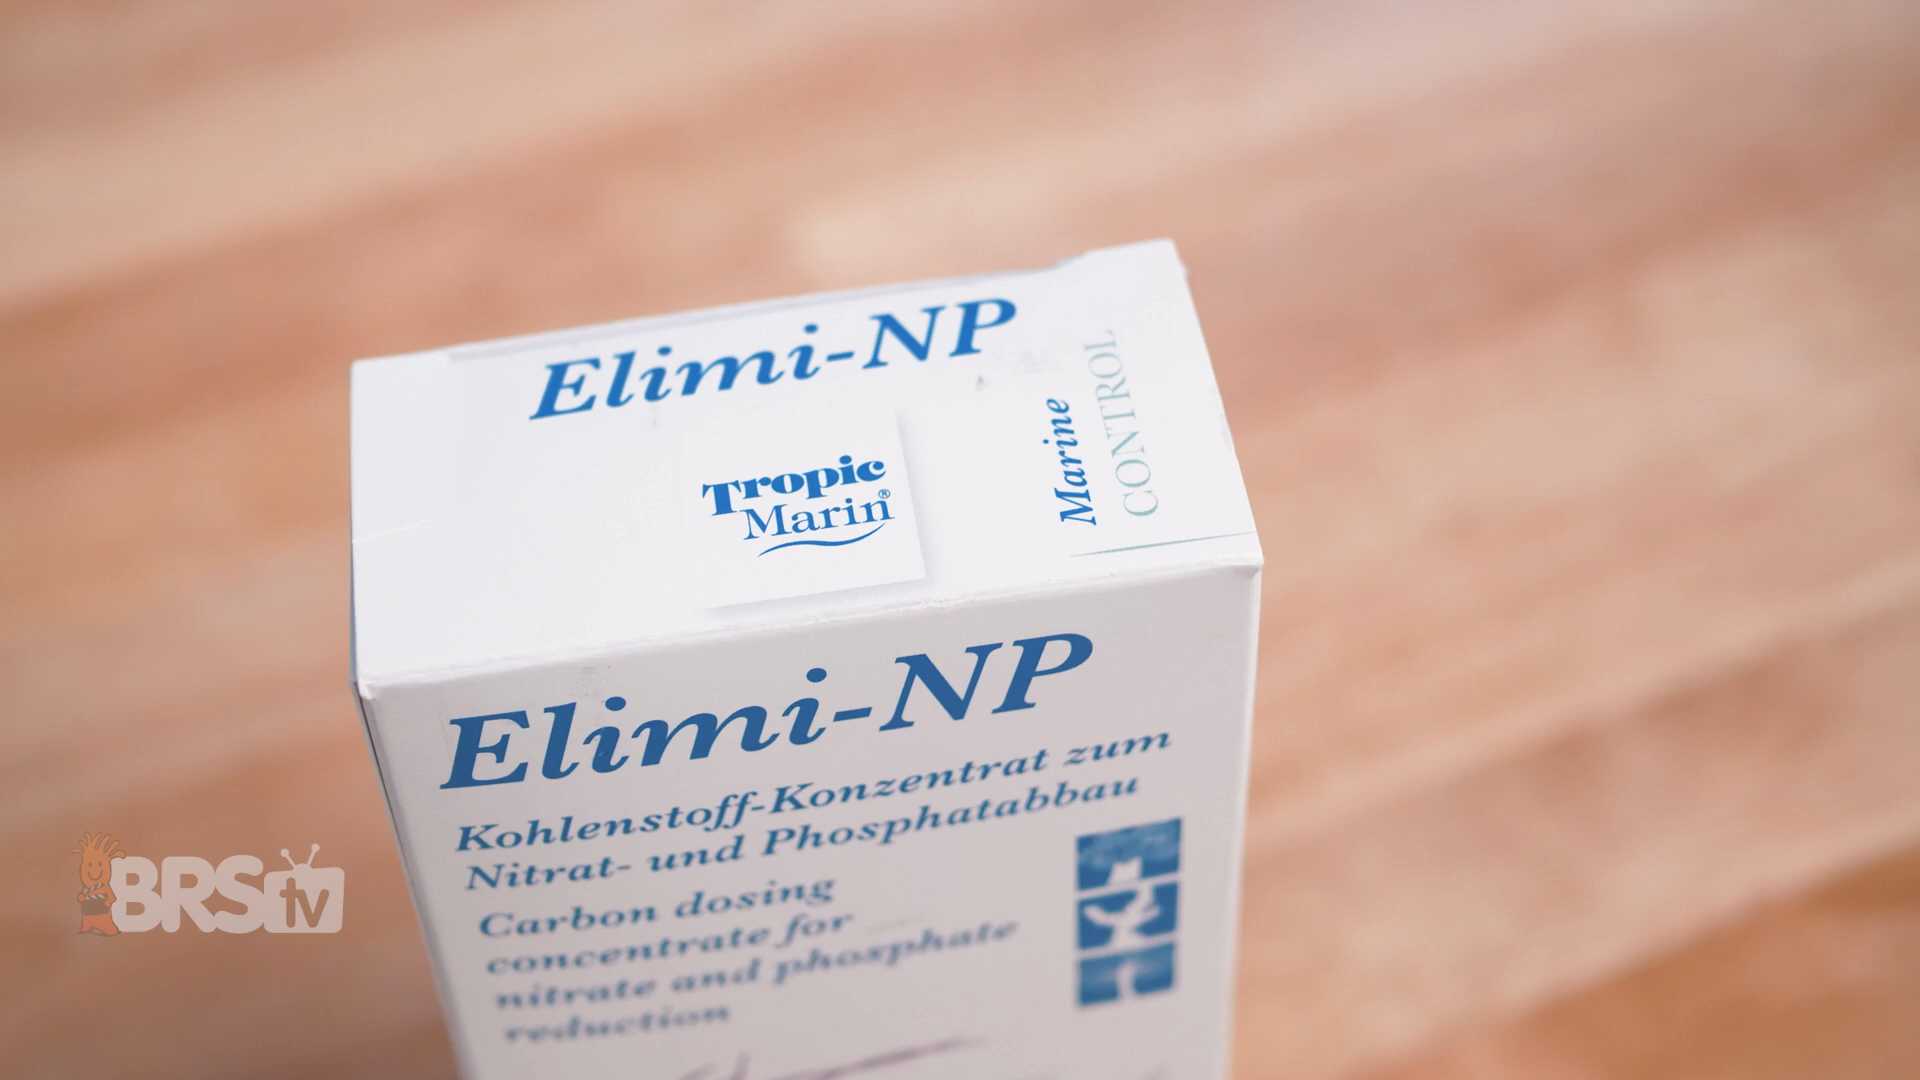 Elimi-NP
Tropic
Marin®
Marine
CONTROL
Elimi-NP
Kohlenstoff-Konzentrat zum
Nitrat- und Phosphatabbau
Carbon dosing
concentrate for
nitrate and phosphate
reduction
BRStv